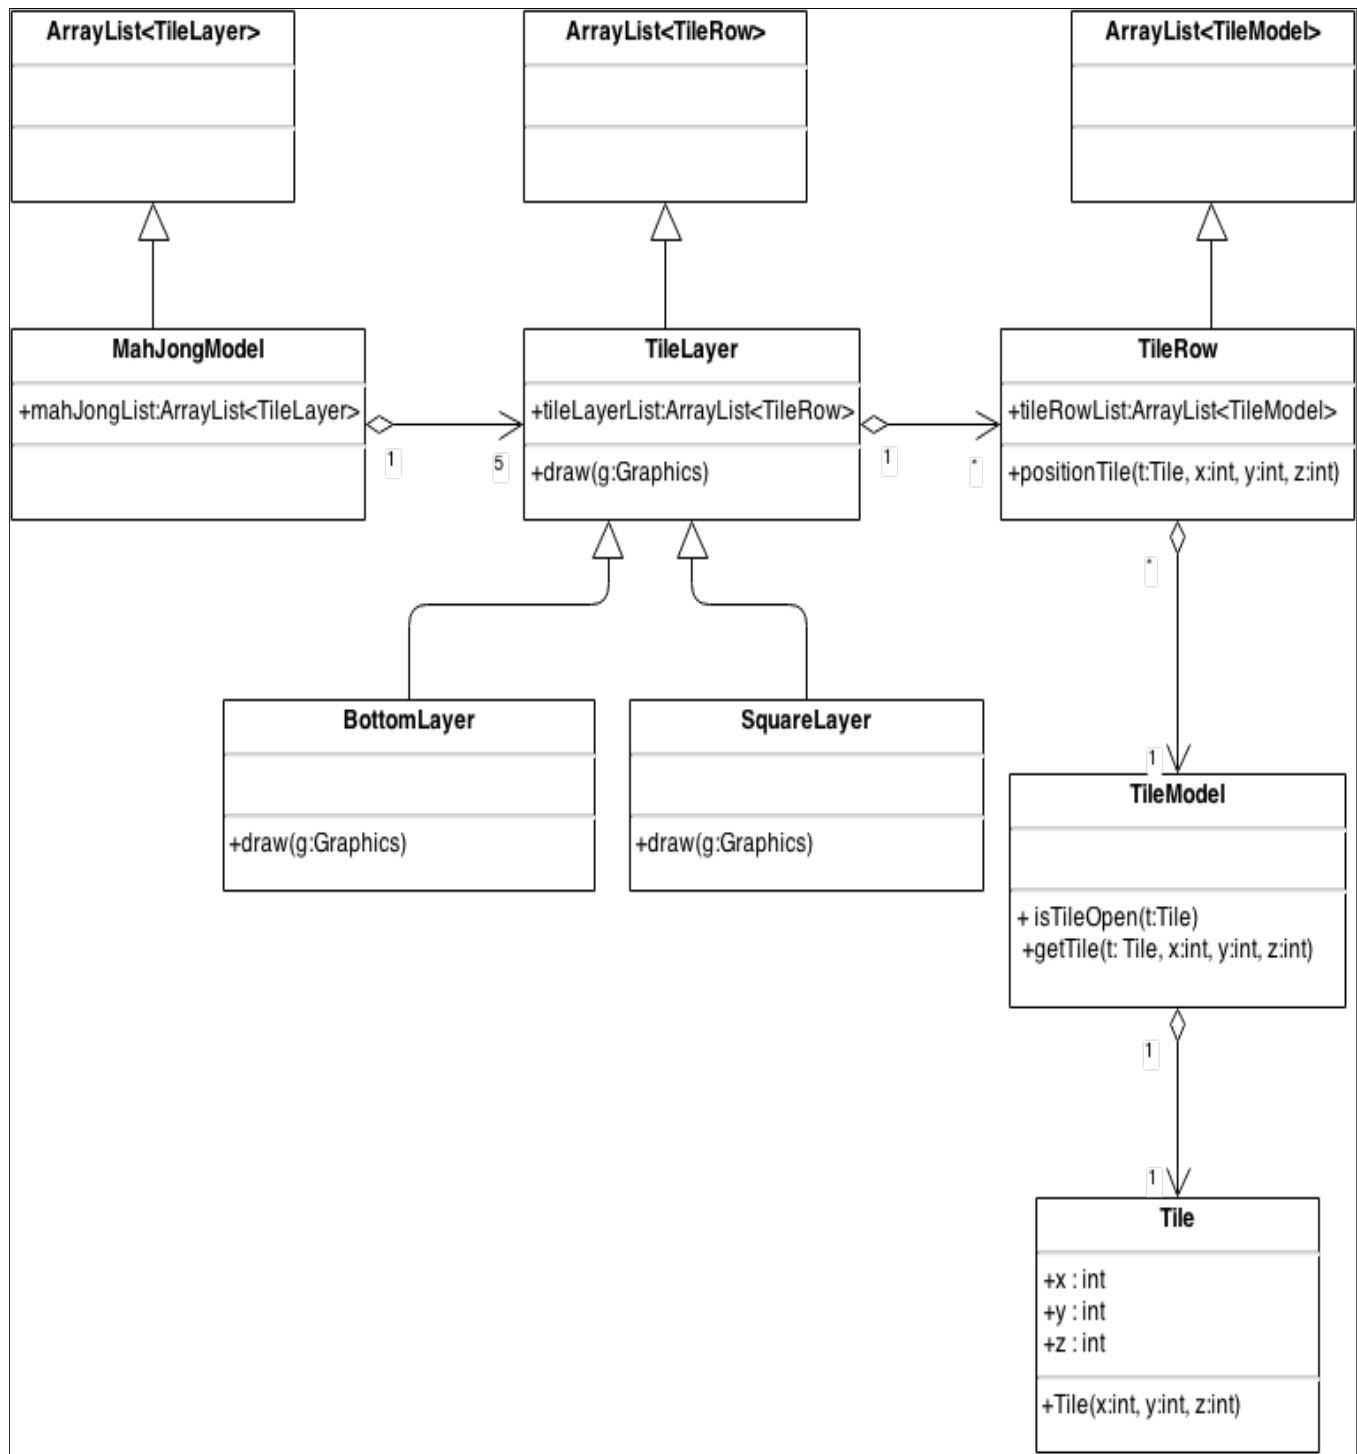 ArrayList<TileLayer>
ArrayList<TileRow>
ArrayList<TileModel>
MahJongModel
+mahJongList:ArrayList<TileLayer>
1
5
TileLayer
+tileLayerList:ArrayList<TileRow>
+draw(g:Graphics)
1
*
TileRow
+tileRowList:ArrayList<TileModel>
+positionTile(t:Tile, x:int, y:int, z:int)
*
1
BottomLayer
+draw(g:Graphics)
SquareLayer
+draw(g:Graphics)
TileModel
+ isTileOpen(t:Tile)
+getTile(t: Tile, x:int, y:int, z:int)
1
1
Tile
+x : int
+y : int
+z : int
+Tile(x:int, y:int, z:int)